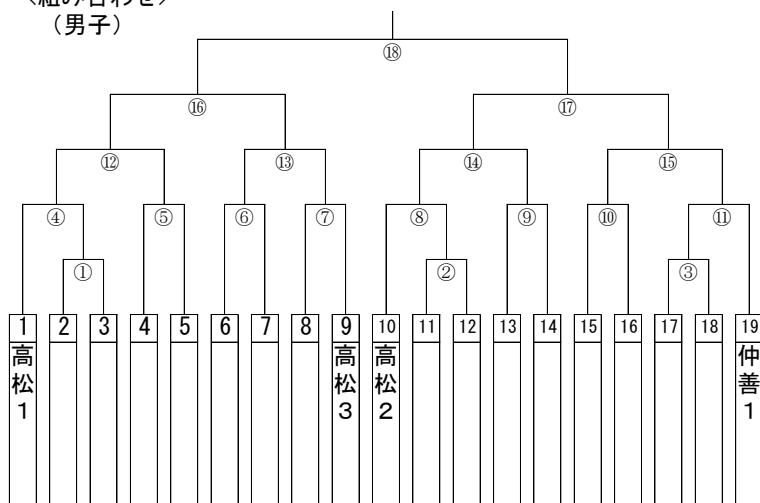 <組み合わせ>
（男子）
⑱
⑯ ⑰
⑫ ⑬ ⑭ ⑮
④ ⑤ ⑥ ⑦ ⑧ ⑨ ⑩ ⑪
① ② ③
1 2 3 4 5 6 7 8 9 10 11 12 13 14 15 16 17 18 19
高松1
高松3
高松2
仲善1